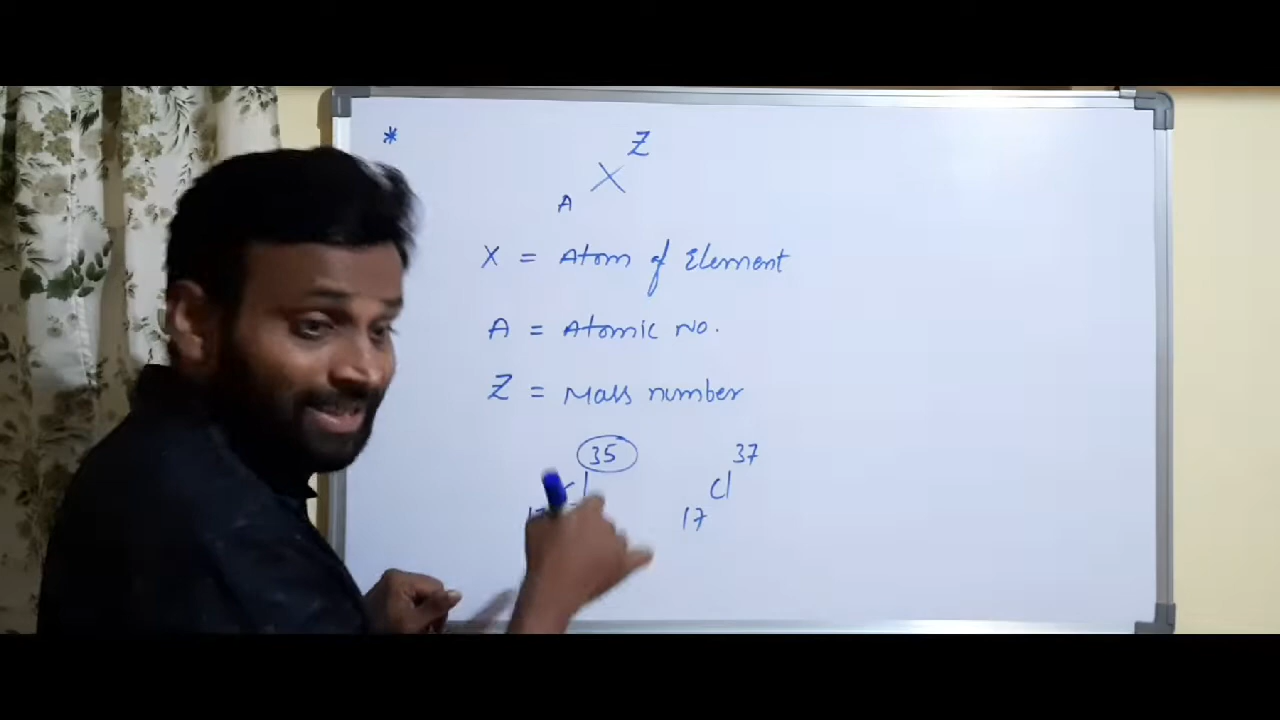 *
Z
X
A
X = Atom of Element
A = Atomic No.
Z = Mass number
35 37
Cl
17